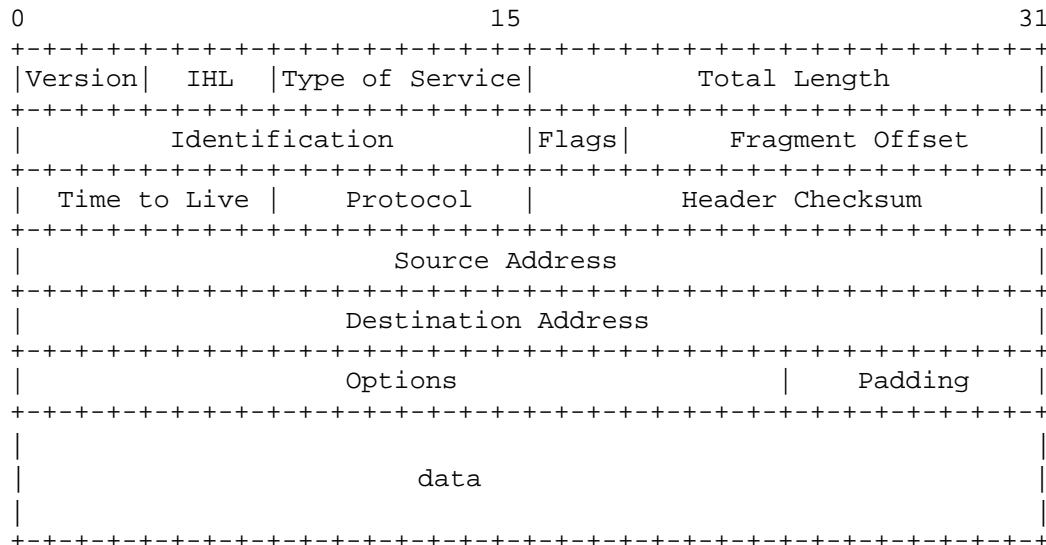 0 15 31
+-+-+-+-+-+-+-+-+-+-+-+-+-+-+-+-+-+-+-+-+-+-+-+-+-+-+-+-+-+-+-+-+
|Version| IHL |Type of Service| Total Length |
+-+-+-+-+-+-+-+-+-+-+-+-+-+-+-+-+-+-+-+-+-+-+-+-+-+-+-+-+-+-+-+-+
| Identification |Flags| Fragment Offset |
+-+-+-+-+-+-+-+-+-+-+-+-+-+-+-+-+-+-+-+-+-+-+-+-+-+-+-+-+-+-+-+-+
| Time to Live | Protocol | Header Checksum |
+-+-+-+-+-+-+-+-+-+-+-+-+-+-+-+-+-+-+-+-+-+-+-+-+-+-+-+-+-+-+-+-+
| Source Address |
+-+-+-+-+-+-+-+-+-+-+-+-+-+-+-+-+-+-+-+-+-+-+-+-+-+-+-+-+-+-+-+-+
| Destination Address |
+-+-+-+-+-+-+-+-+-+-+-+-+-+-+-+-+-+-+-+-+-+-+-+-+-+-+-+-+-+-+-+-+
| Options | Padding |
+-+-+-+-+-+-+-+-+-+-+-+-+-+-+-+-+-+-+-+-+-+-+-+-+-+-+-+-+-+-+-+-+
| |
| data |
| |
+-+-+-+-+-+-+-+-+-+-+-+-+-+-+-+-+-+-+-+-+-+-+-+-+-+-+-+-+-+-+-+-+